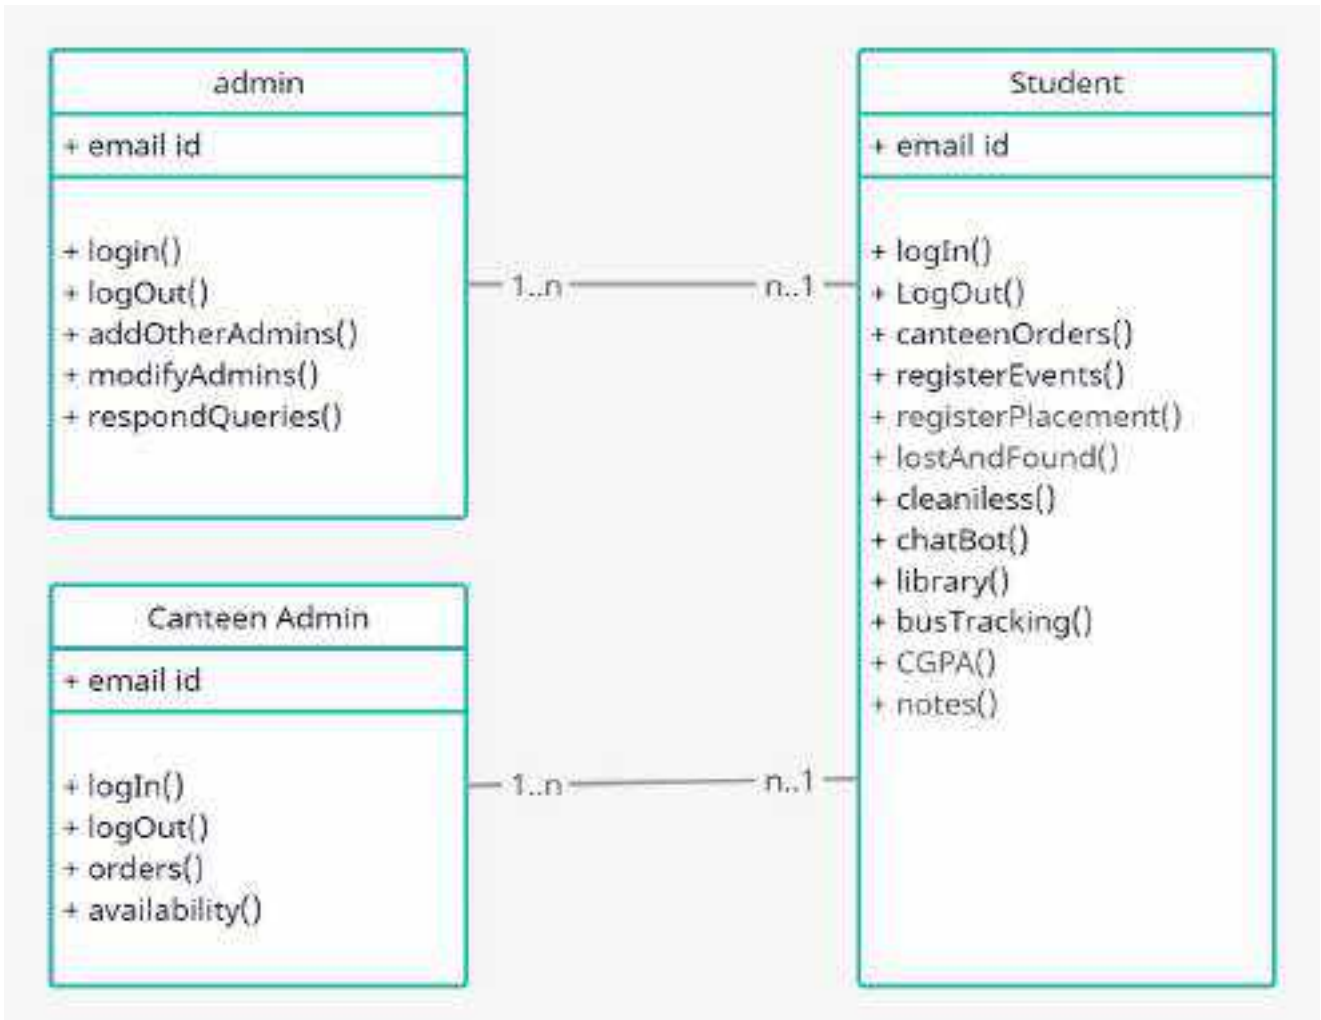 admin
+ email id
+ login()
+ logOut()
+ addOtherAdmins()
+ modifyAdmins()
+ respondQueries()
1..n
n..1
Student
+ email id
+ logIn()
+ LogOut()
+ canteenOrders()
+ registerEvents()
+ registerPlacement()
+ lostAndFound()
+ cleaniless()
+ chatBot()
+ library()
+ busTracking()
+ CGPA()
+ notes()
Canteen Admin
+ email id
+ logIn()
+ logOut()
+ orders()
+ availability()
1..n
n..1